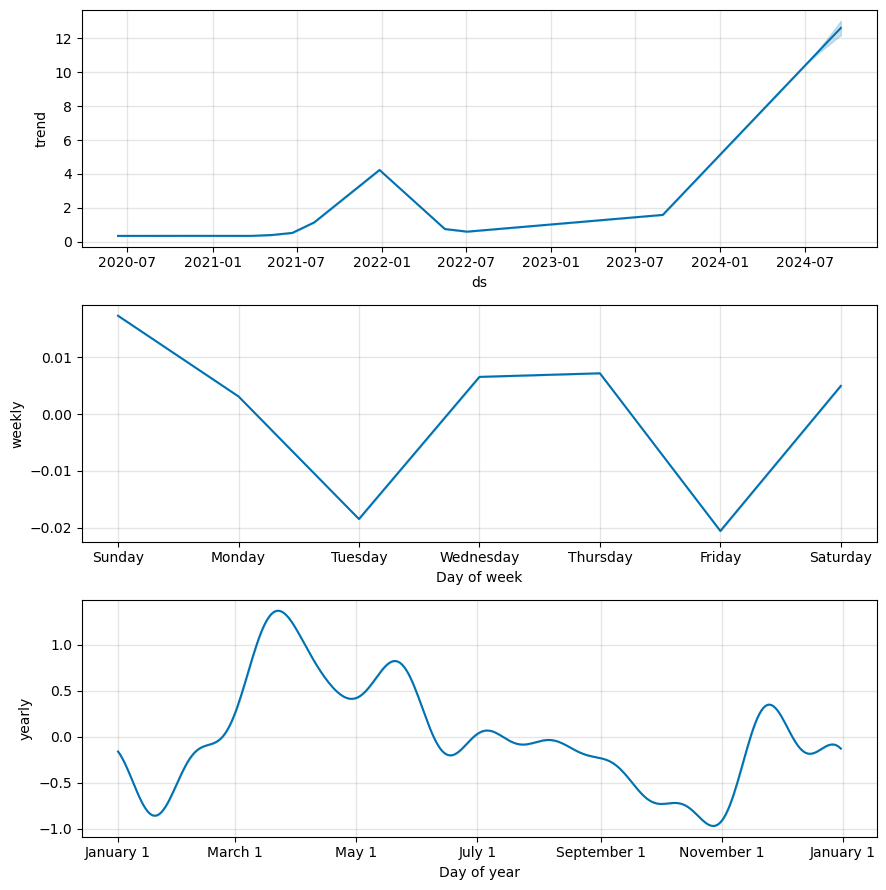 12
10
8
6
4
2
0
trend
2020-07 2021-01 2021-07 2022-01 2022-07 2023-01 2023-07 2024-01 2024-07
ds
0.01
0.00
−0.01
−0.02
weekly
Sunday Monday Tuesday Wednesday Thursday Friday Saturday
Day of week
1.0
0.5
0.0
−0.5
−1.0
yearly
January 1 March 1 May 1 July 1 September 1 November 1 January 1
Day of year